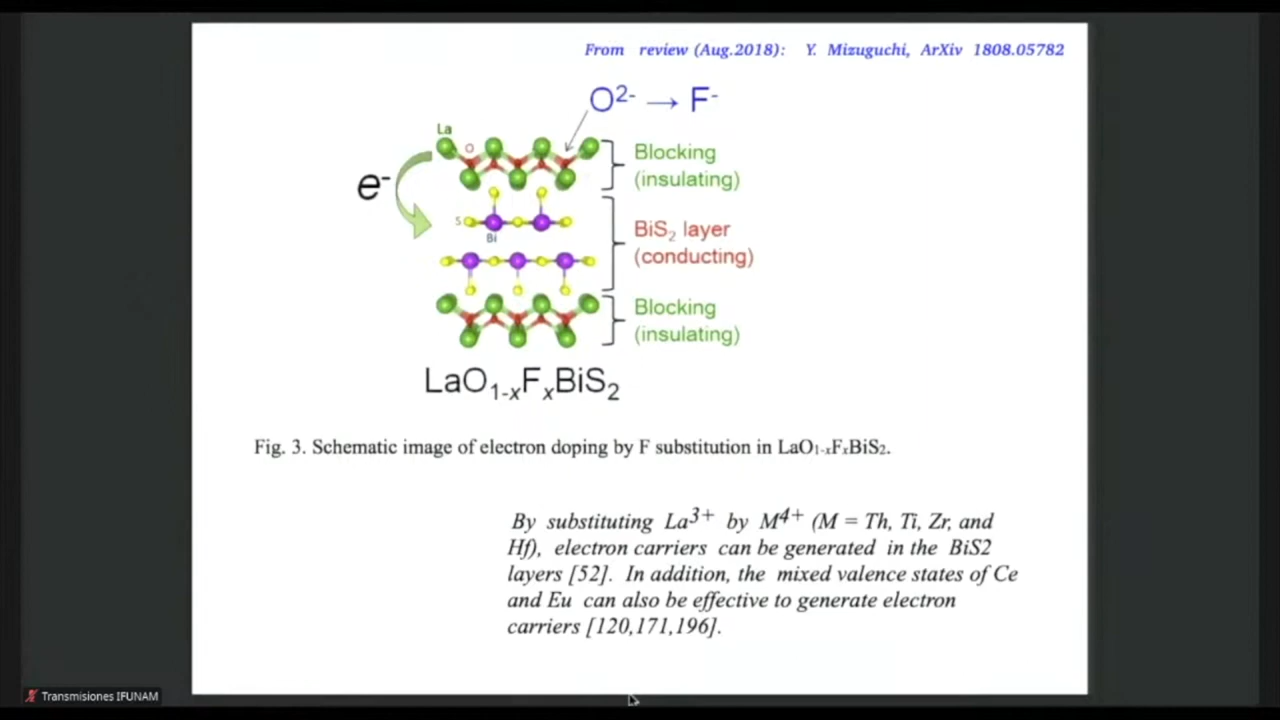 From review (Aug.2018): Y. Mizuguchi, ArXiv 1808.05782
O²⁻ → F⁻
La
O
e⁻
Blocking
(insulating)
S
Bi
BiS₂ layer
(conducting)
Blocking
(insulating)
LaO₁₋ₓFₓBiS₂
Fig. 3. Schematic image of electron doping by F substitution in LaO₁₋ₓFₓBiS₂.
By substituting La³⁺ by M⁴⁺ (M = Th, Ti, Zr, and
Hf), electron carriers can be generated in the BiS2
layers [52]. In addition, the mixed valence states of Ce
and Eu can also be effective to generate electron
carriers [120,171,196].
Transmisiones IFUNAM